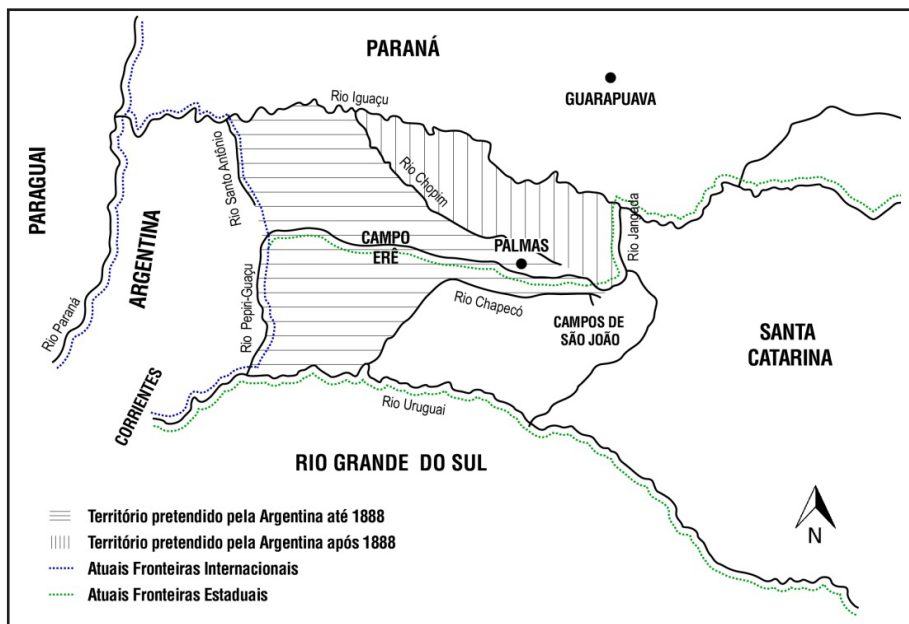 PARANÁ
GUARAPUAVA
Rio Iguaçu
PARAGUAI
Rio Santo Antônio
Rio Chopim
ARGENTINA
CAMPO
ERÊ
PALMAS
Rio Jangada
Rio Pepiri-Guaçu
Rio Chapecó
Rio Paraná
CAMPOS DE
SÃO JOÃO
SANTA
CATARINA
CORRIENTES
Rio Uruguai
RIO GRANDE DO SUL
Território pretendido pela Argentina até 1888
Território pretendido pela Argentina após 1888
Atuais Fronteiras Internacionais
Atuais Fronteiras Estaduais
N